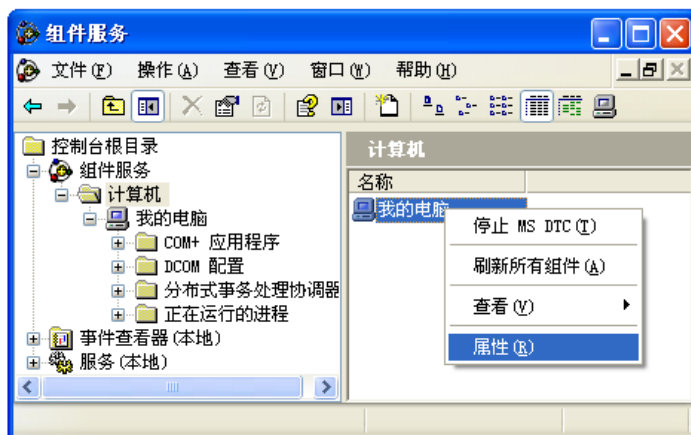 组件服务
文件(F) 操作(A) 查看(V) 窗口(W) 帮助(H)
控制台根目录
组件服务
计算机
我的电脑
COM+ 应用程序
DCOM 配置
分布式事务处理协调器
正在运行的进程
事件查看器(本地)
服务(本地)
计算机
名称
我的电脑
停止 MS DTC(T)
刷新所有组件(A)
查看(V)
属性(R)